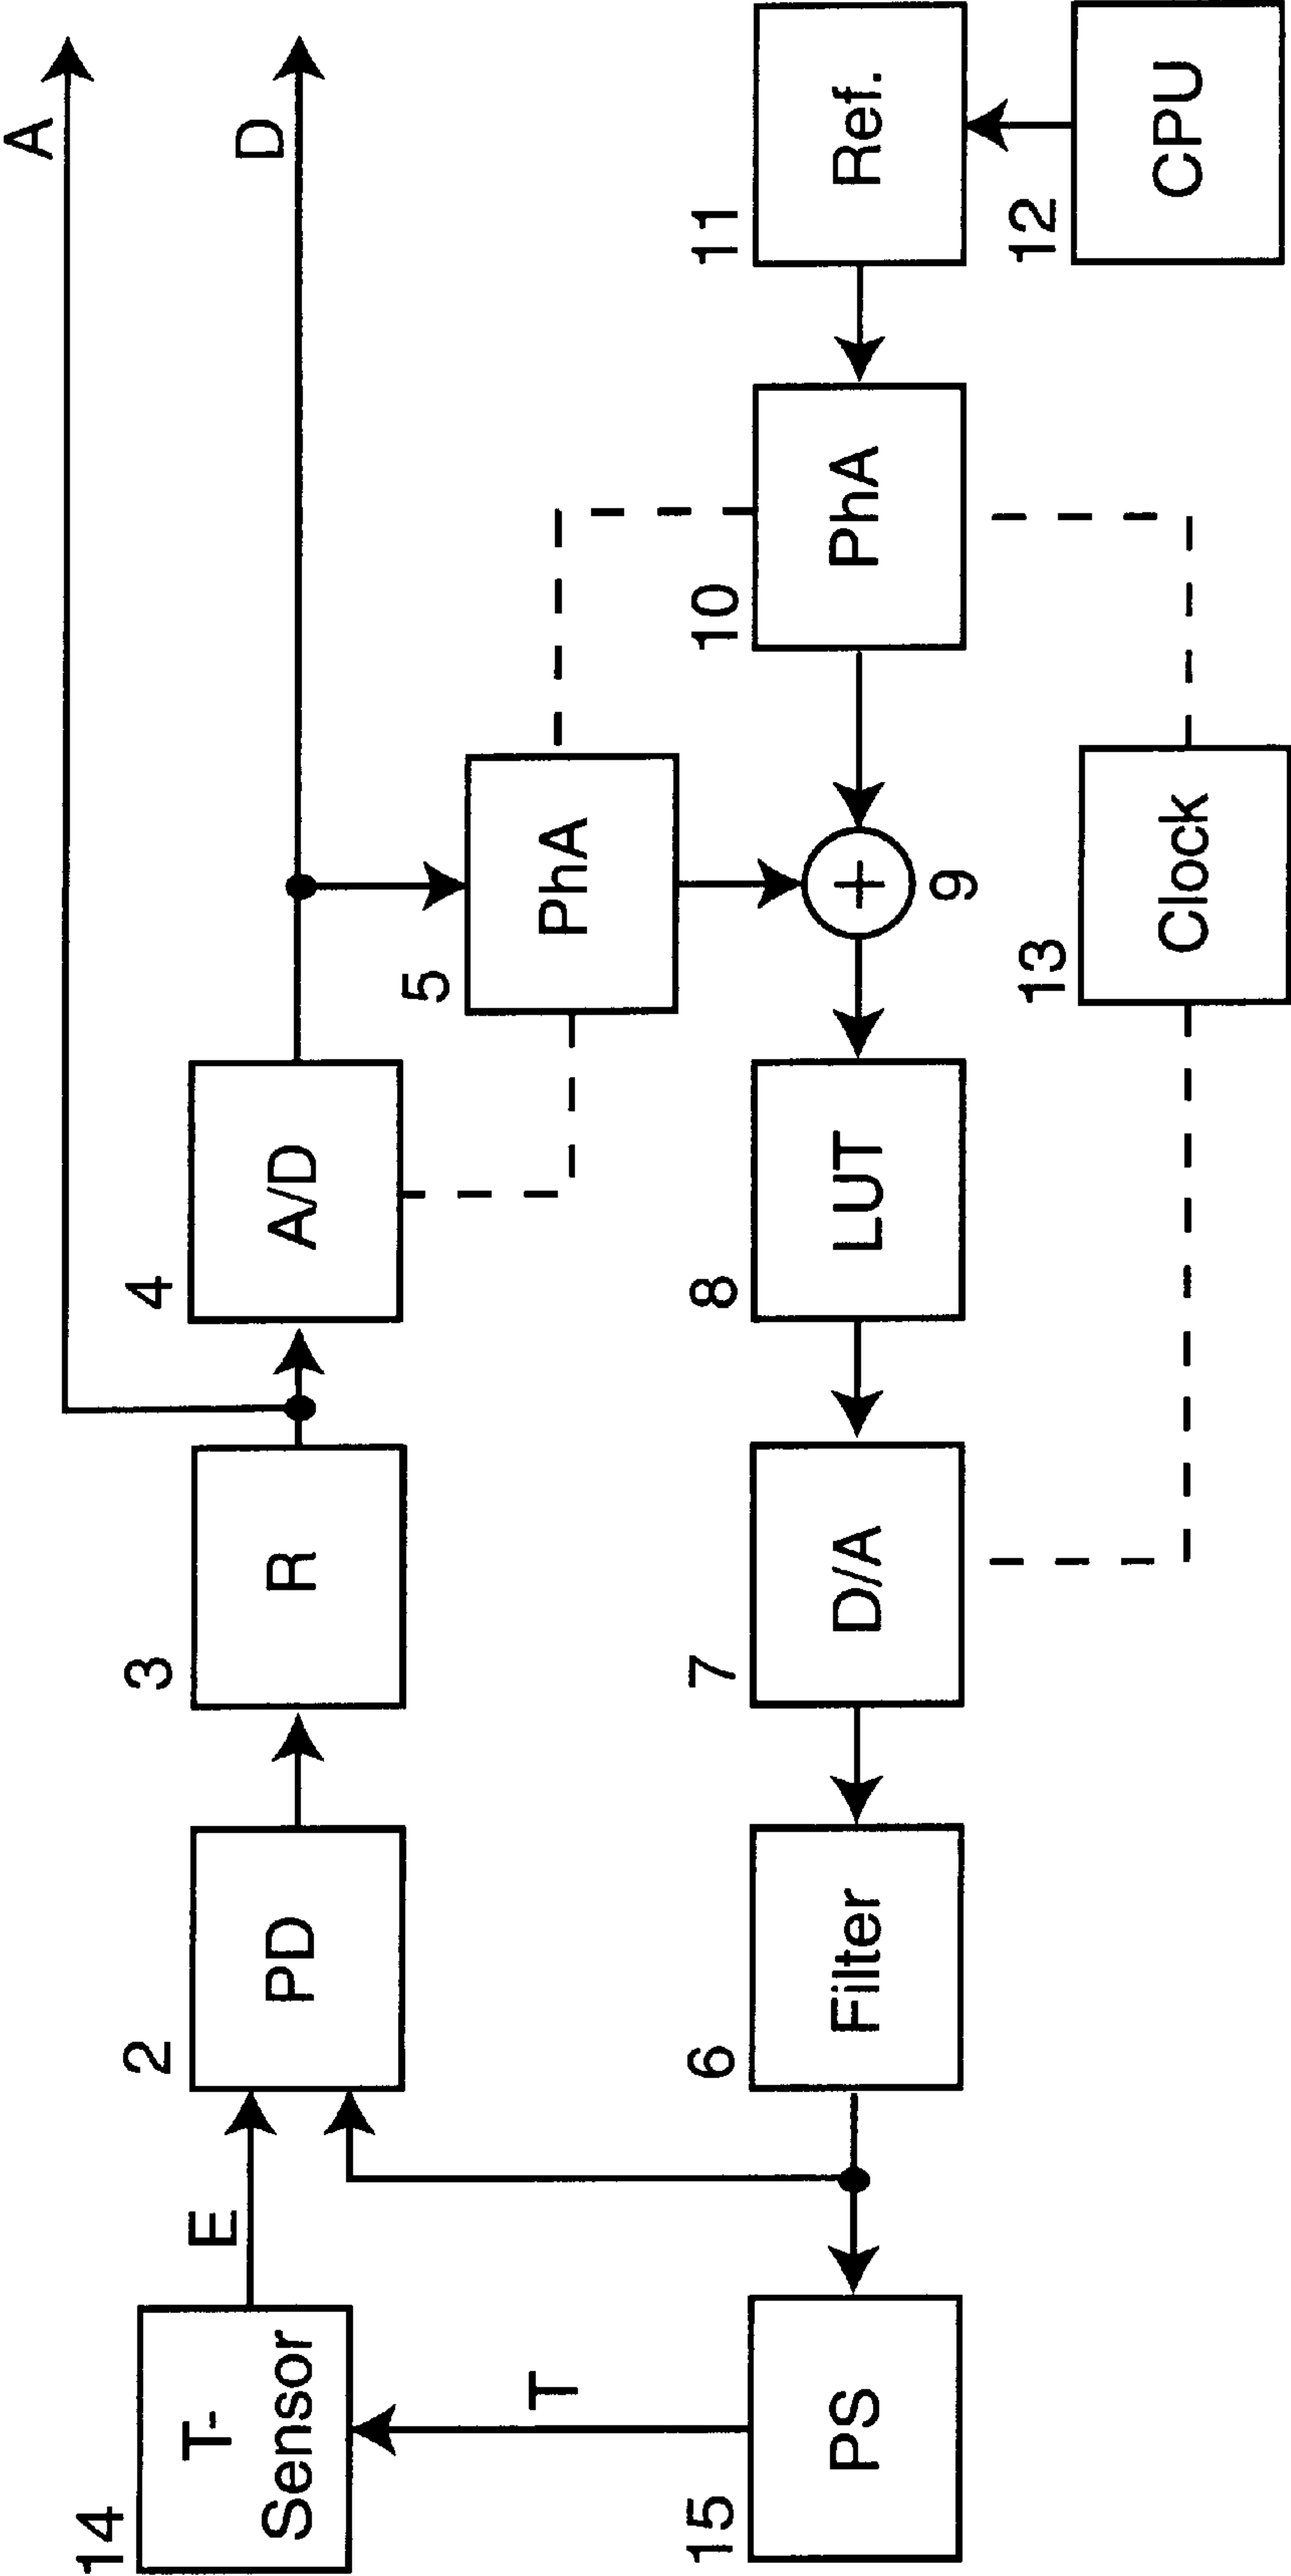 A
D
E
T
14
T-
Sensor
2
PD
3
R
4
A/D
5
PhA
15
PS
6
Filter
7
D/A
8
LUT
9
+
10
PhA
11
Ref.
13
Clock
12
CPU